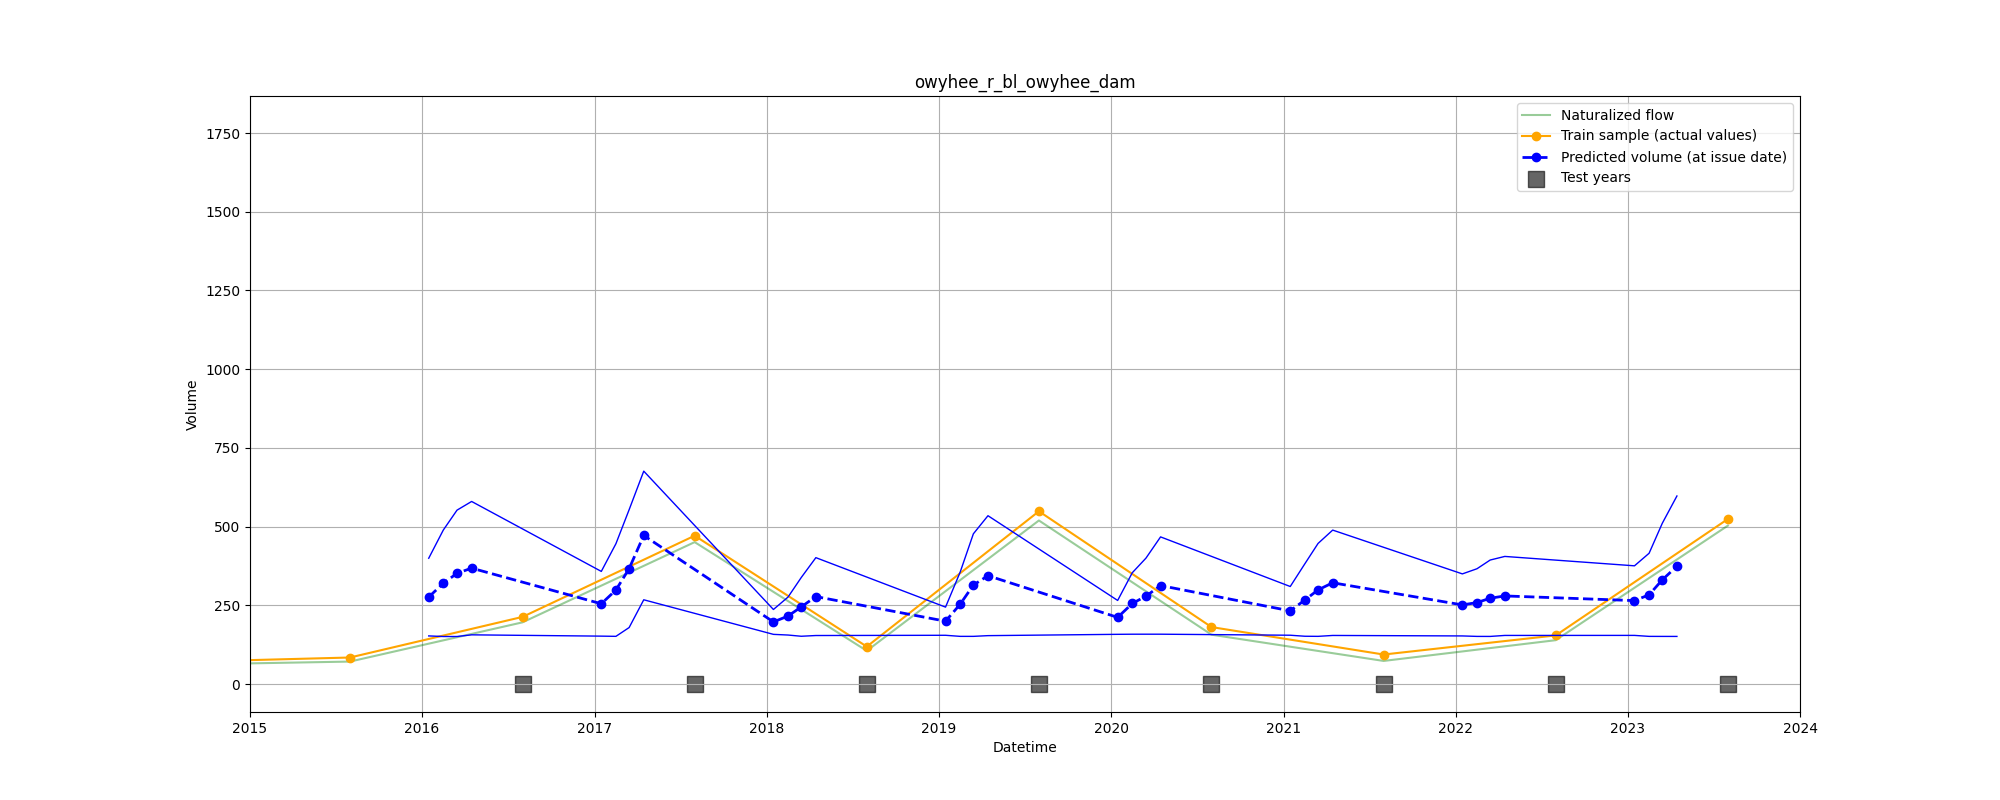 owyhee_r_bl_owyhee_dam
Naturalized flow
Train sample (actual values)
Predicted volume (at issue date)
Test years
Volume
1750
1500
1250
1000
750
500
250
0
2015 2016 2017 2018 2019 2020 2021 2022 2023 2024
Datetime